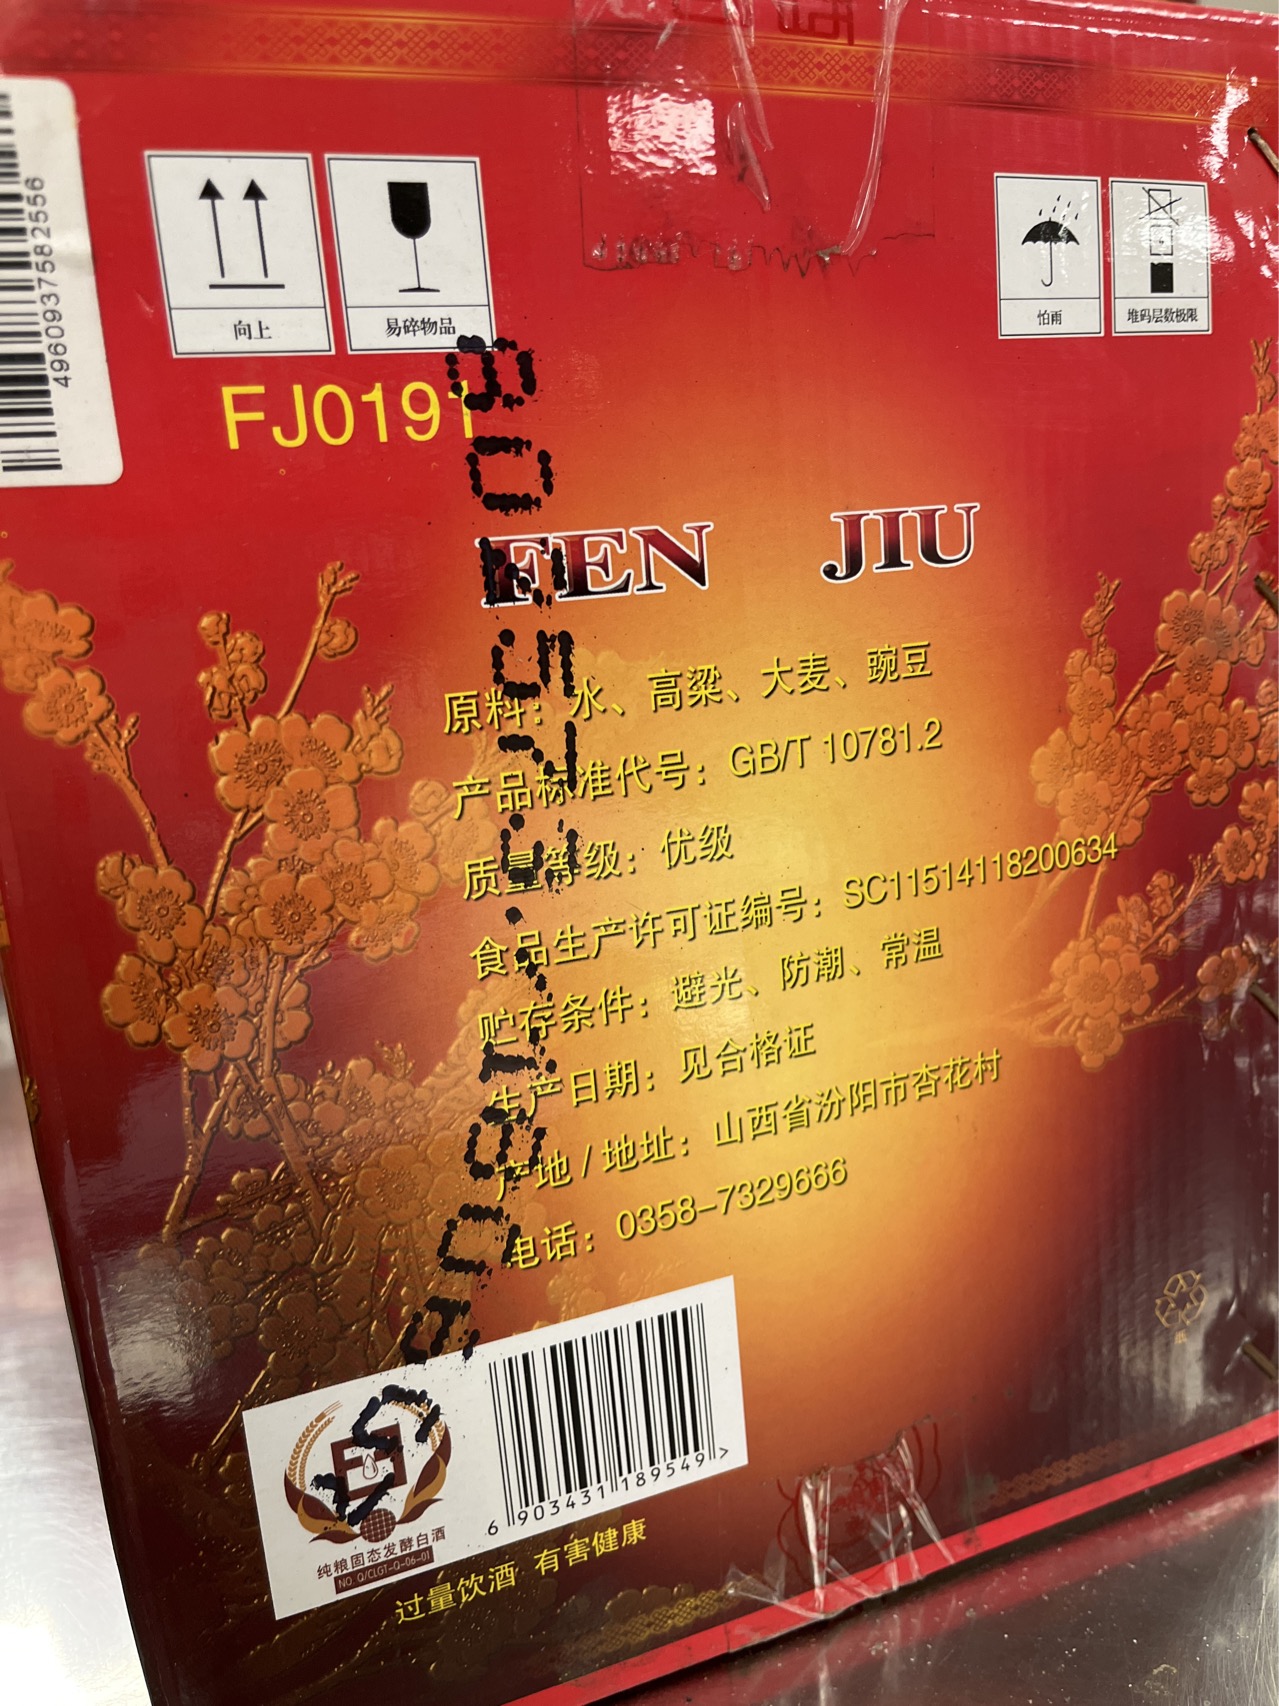 4960937582556
向上
易碎物品
怕雨
堆码层数极限
FJ0191
FEN JIU
原料：水、高粱、大麦、豌豆
产品标准代号：GB/T 10781.2
质量等级：优级
食品生产许可证编号：SC11514118200634
贮存条件：避光、防潮、常温
生产日期：见合格证
产地/地址：山西省汾阳市杏花村
电话：0358-7329666
纯粮固态发酵白酒
NO. Q/CLGT-Q-06-01
6 903431 189549 >
过量饮酒 有害健康